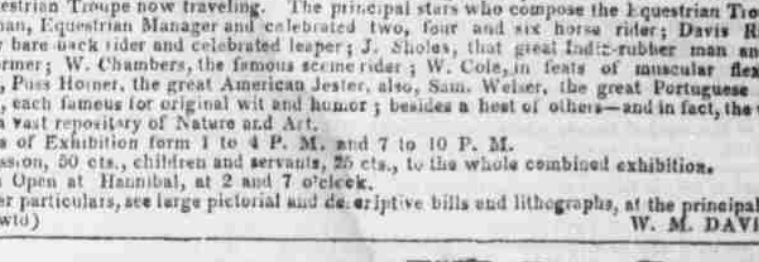 estrian Troupe now traveling. The principal stars who compose the Equestrian Tro
an, Equestrian Manager and celebrated two, four and six horse rider; Davis R
bare back rider and celebrated leaper; J. Sholes, that great India-rubber man an
rmer; W. Chambers, the famous scene rider; W. Cole, in feats of muscular flex
, Puss Horner, the great American Jester, also, Sam. Welser, the great Portuguese
, each fameus for original wit and humor; besides a hest of others—and in fact, the
a vast repository of Nature and Art.
s of Exhibition form 1 to 4 P. M. and 7 to 10 P. M.
ssion, 50 cts., children and servants, 25 cts., to the whole combined exhibition.
Open at Hannibal, at 2 and 7 o'cleck.
er particulars, see large pictorial and descriptive bills and lithographs, at the principal
wtd) W. M. DAVI